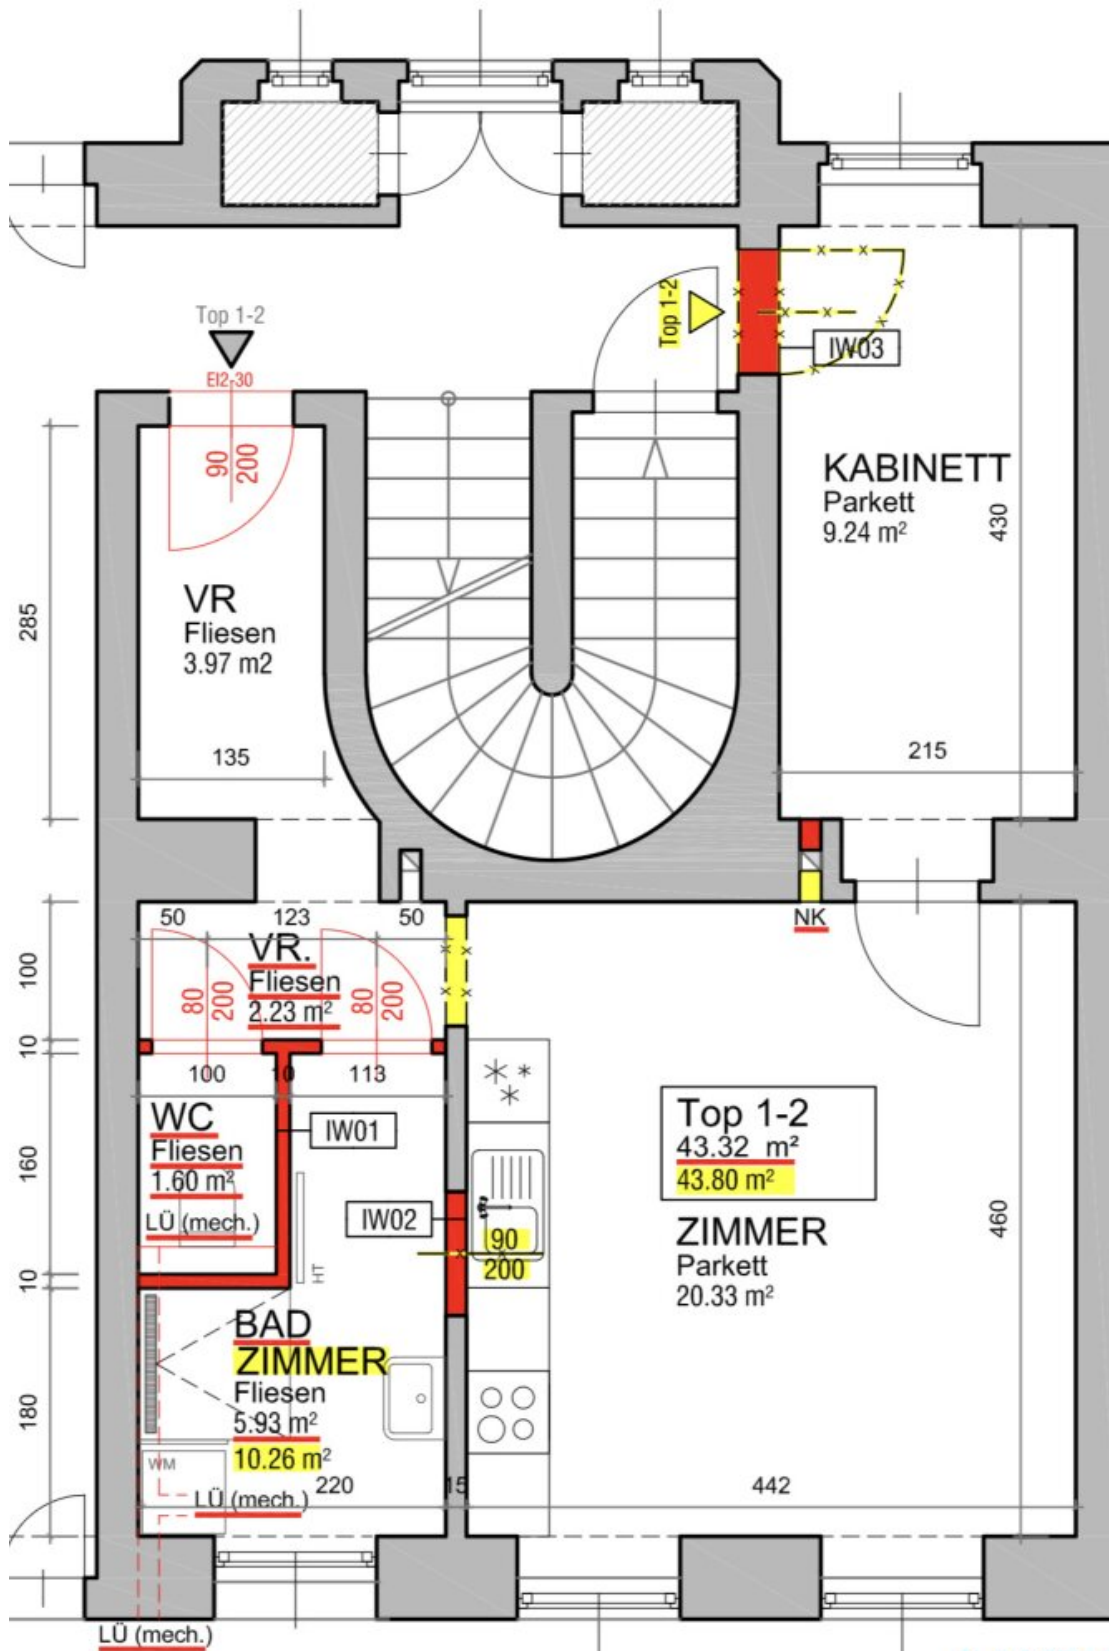 Top 1-2
EI2-30
90
200
Top 1-2
IW03
KABINETT
Parkett
9.24 m²
430
285
VR
Fliesen
3.97 m2
135
215
NK
50
123
50
VR.
Fliesen
2.23 m²
80
200
80
200
100
10
100
10
113
WC
Fliesen
1.60 m²
LÜ (mech.)
IW01
160
IW02
HT
90
200
Top 1-2
43.32 m²
43.80 m²
ZIMMER
Parkett
20.33 m²
460
10
BAD
ZIMMER
Fliesen
5.93 m²
10.26 m²
180
WM
LÜ (mech.)
220
15
442
LÜ (mech.)